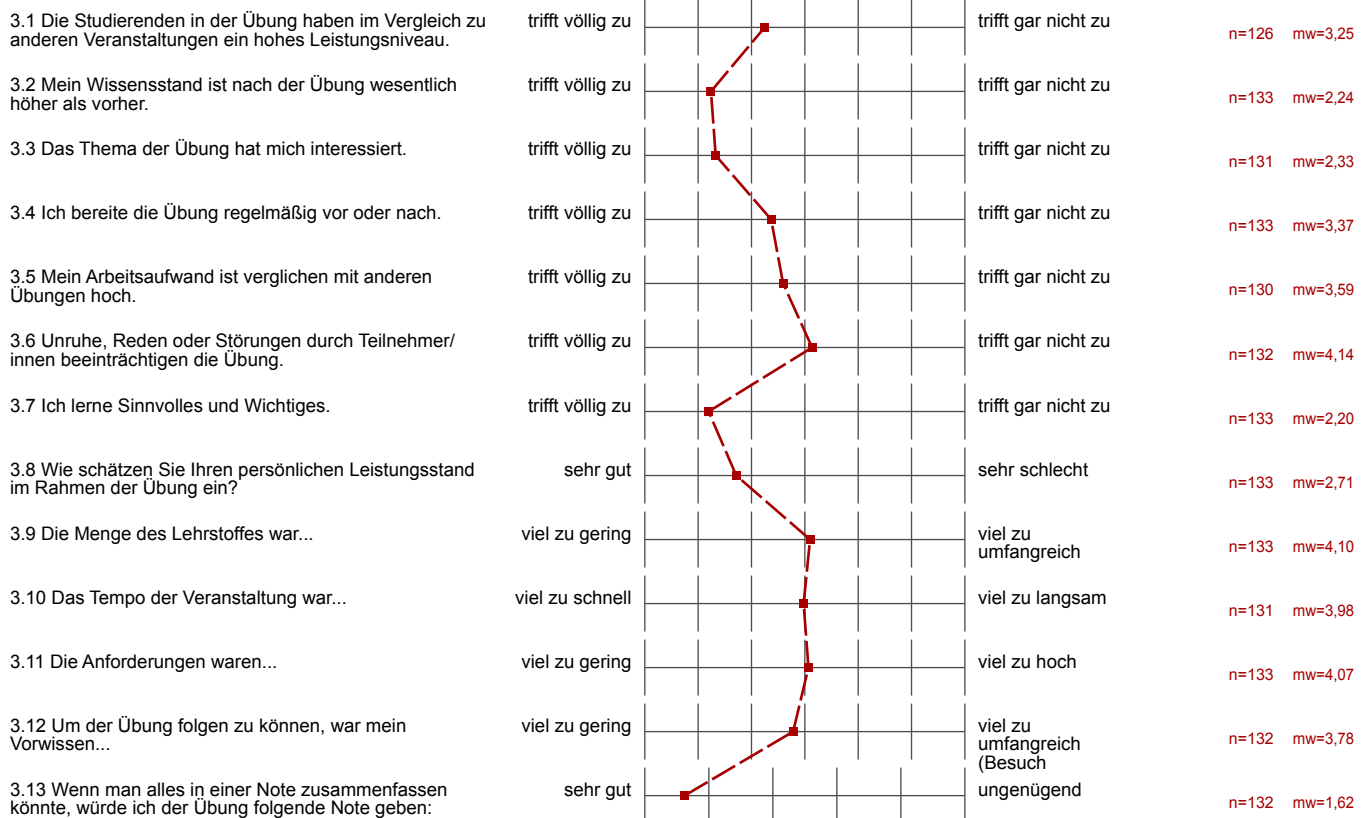 3.1 Die Studierenden in der Übung haben im Vergleich zu
anderen Veranstaltungen ein hohes Leistungsniveau.
trifft völlig zu
trifft gar nicht zu
n=126 mw=3,25
3.2 Mein Wissensstand ist nach der Übung wesentlich
höher als vorher.
trifft völlig zu
trifft gar nicht zu
n=133 mw=2,24
3.3 Das Thema der Übung hat mich interessiert.
trifft völlig zu
trifft gar nicht zu
n=131 mw=2,33
3.4 Ich bereite die Übung regelmäßig vor oder nach.
trifft völlig zu
trifft gar nicht zu
n=133 mw=3,37
3.5 Mein Arbeitsaufwand ist verglichen mit anderen
Übungen hoch.
trifft völlig zu
trifft gar nicht zu
n=130 mw=3,59
3.6 Unruhe, Reden oder Störungen durch Teilnehmer/
innen beeinträchtigen die Übung.
trifft völlig zu
trifft gar nicht zu
n=132 mw=4,14
3.7 Ich lerne Sinnvolles und Wichtiges.
trifft völlig zu
trifft gar nicht zu
n=133 mw=2,20
3.8 Wie schätzen Sie Ihren persönlichen Leistungsstand
im Rahmen der Übung ein?
sehr gut
sehr schlecht
n=133 mw=2,71
3.9 Die Menge des Lehrstoffes war...
viel zu gering
viel zu
umfangreich
n=133 mw=4,10
3.10 Das Tempo der Veranstaltung war...
viel zu schnell
viel zu langsam
n=131 mw=3,98
3.11 Die Anforderungen waren...
viel zu gering
viel zu hoch
n=133 mw=4,07
3.12 Um der Übung folgen zu können, war mein
Vorwissen...
viel zu gering
viel zu
umfangreich
(Besuch
n=132 mw=3,78
3.13 Wenn man alles in einer Note zusammenfassen
könnte, würde ich der Übung folgende Note geben:
sehr gut
ungenügend
n=132 mw=1,62